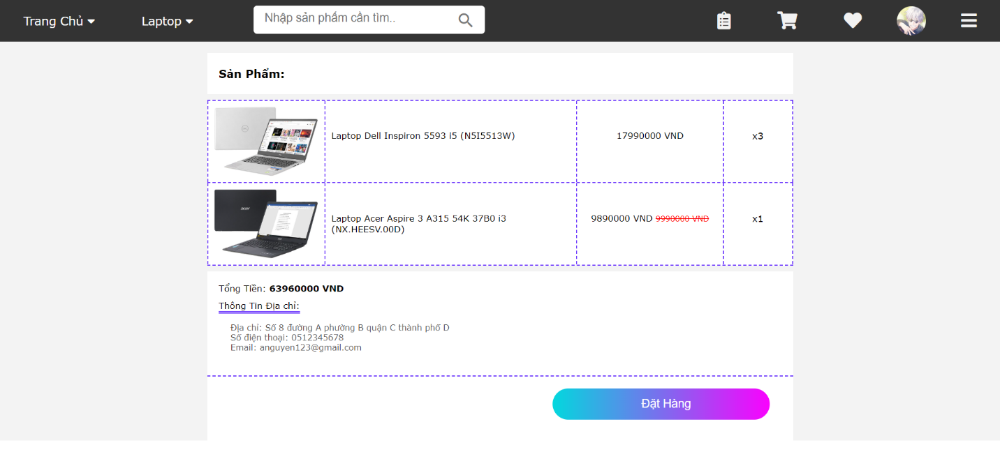 Trang Chủ
Laptop
Nhập sản phẩm cần tìm..
Sản Phẩm:
Laptop Dell Inspiron 5593 i5 (N5I5513W)
17990000 VND
x3
acer
Laptop Acer Aspire 3 A315 54K 37B0 i3
(NX.HEESV.00D)
9890000 VND 9990000 VND
x1
Tổng Tiền: 63960000 VND
Thông Tin Địa chỉ:
Địa chỉ: Số 8 đường A phường B quận C thành phố D
Số điện thoại: 0512345678
Email: anguyen123@gmail.com
Đặt Hàng